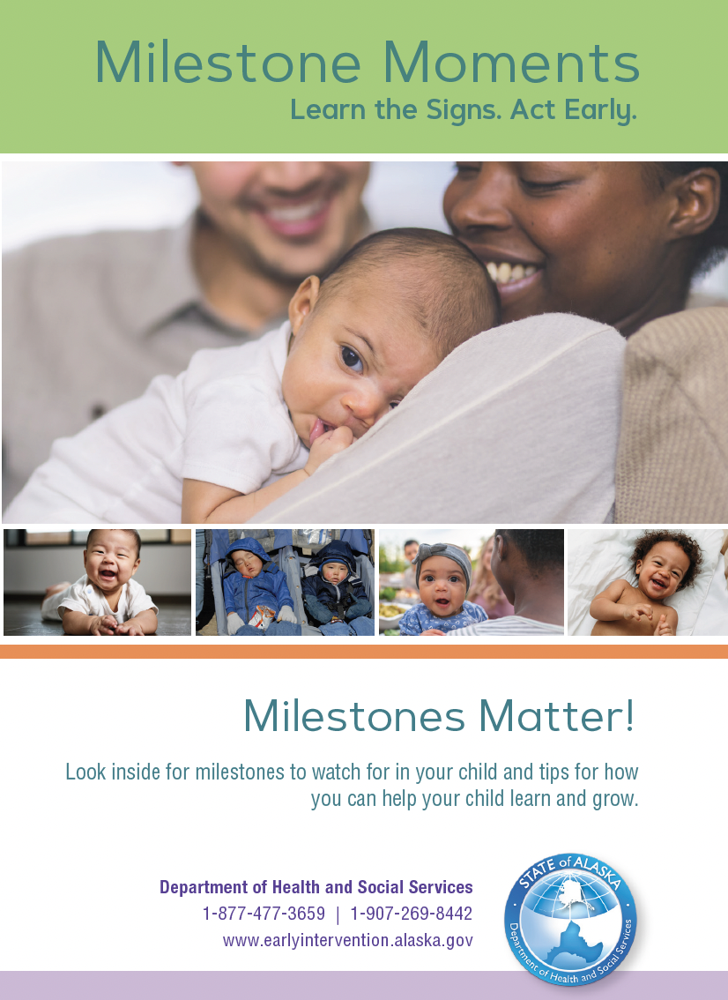 Milestone Moments
Learn the Signs. Act Early.
Milestones Matter!
Look inside for milestones to watch for in your child and tips for how
you can help your child learn and grow.
Department of Health and Social Services
1-877-477-3659 | 1-907-269-8442
www.earlyintervention.alaska.gov
STATE of ALASKA
Department of Health and Social Services